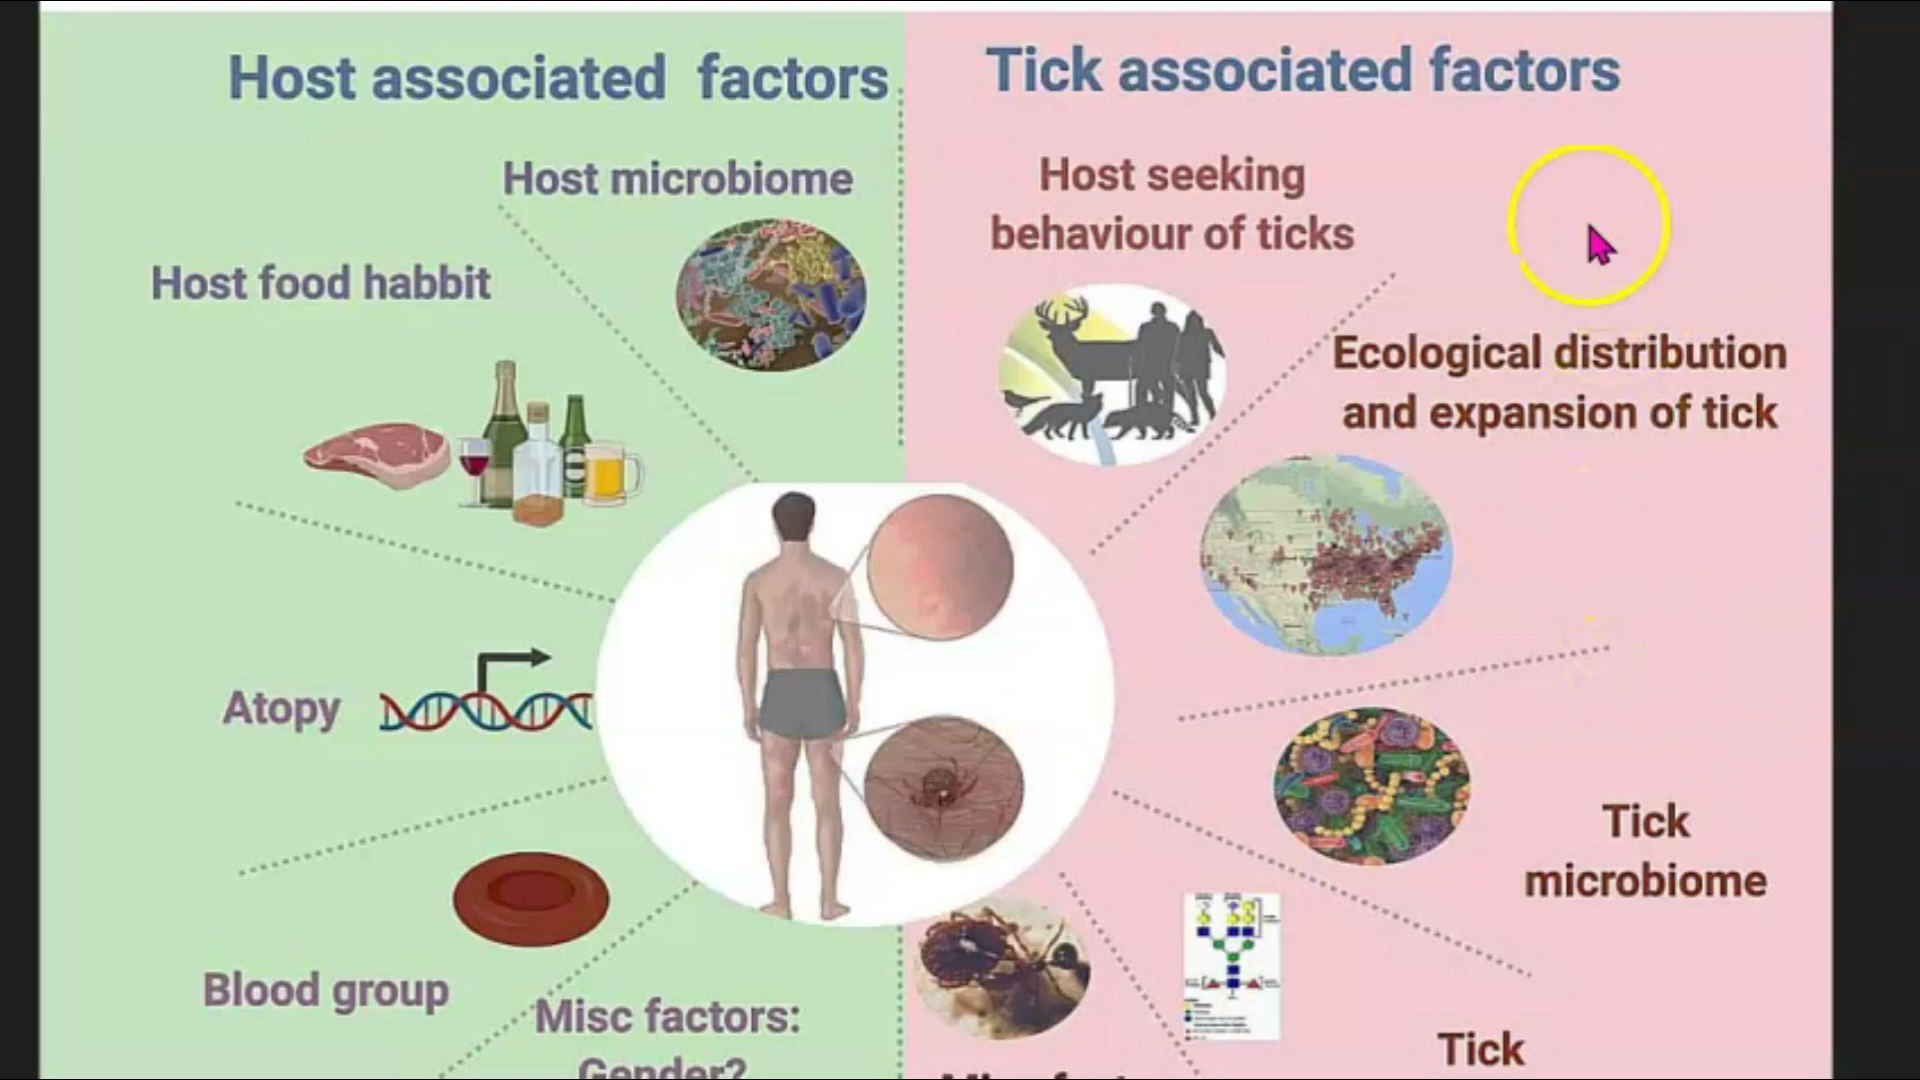 Host associated factors
Host microbiome
Host food habbit
Atopy
Blood group
Misc factors:
Gender?
Tick associated factors
Host seeking
behaviour of ticks
Ecological distribution
and expansion of tick
Tick
microbiome
Tick